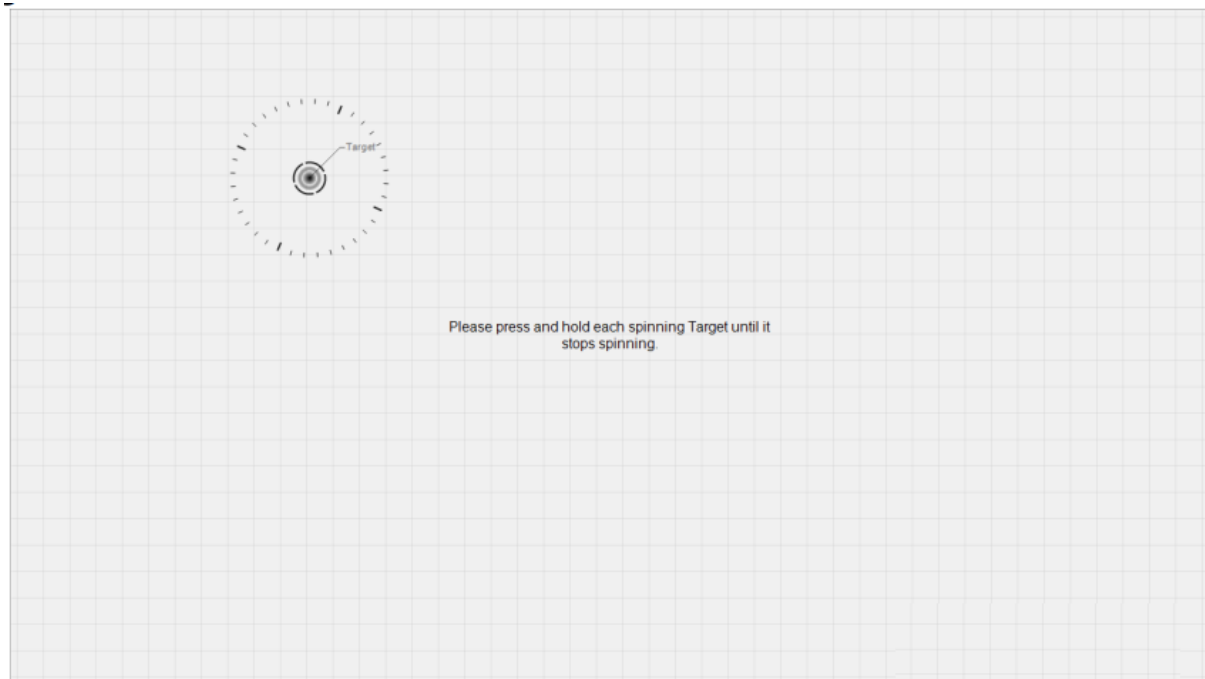 Target
Please press and hold each spinning Target until it
stops spinning.